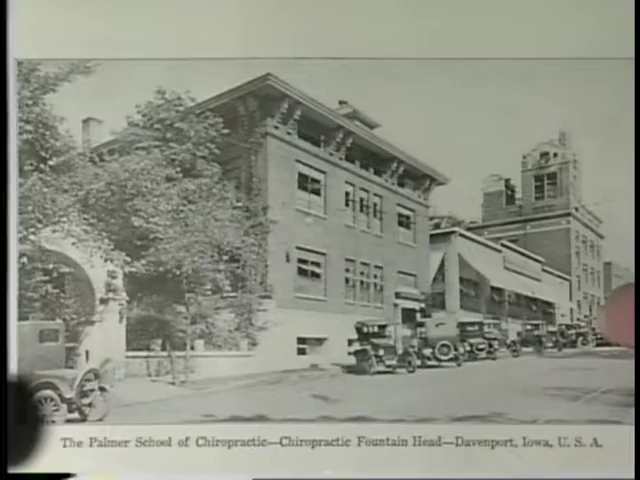 The Palmer School of Chiropractic—Chiropractic Fountain Head—Davenport, Iowa, U. S. A.